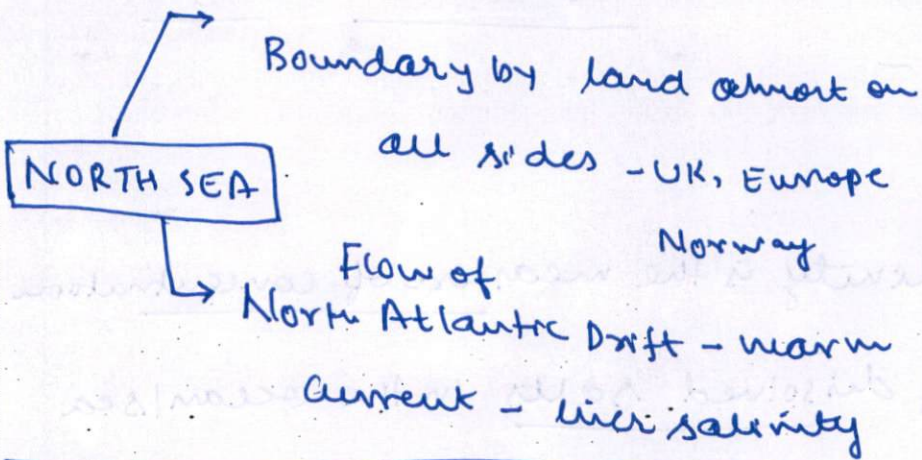 Boundary by land almost on
all sides - UK, Europe
Norway
NORTH SEA
Flow of
North Atlantic Drift - warm
current - incr salinity